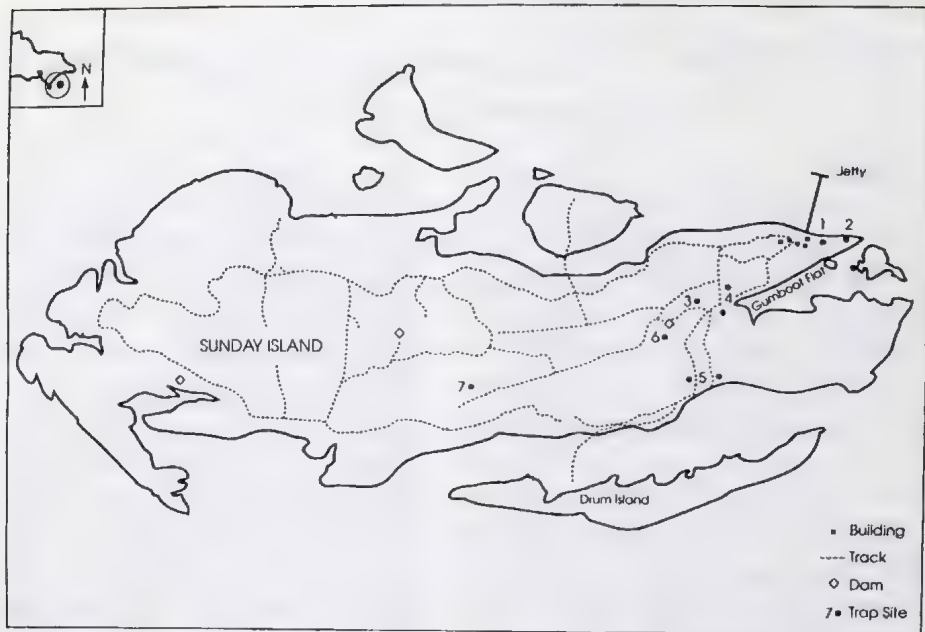 N
Jetty
1 2
Gumboot Flat
3
4
6
SUNDAY ISLAND
7
5
Drum Island
Building
Track
Dam
7 Trap Site